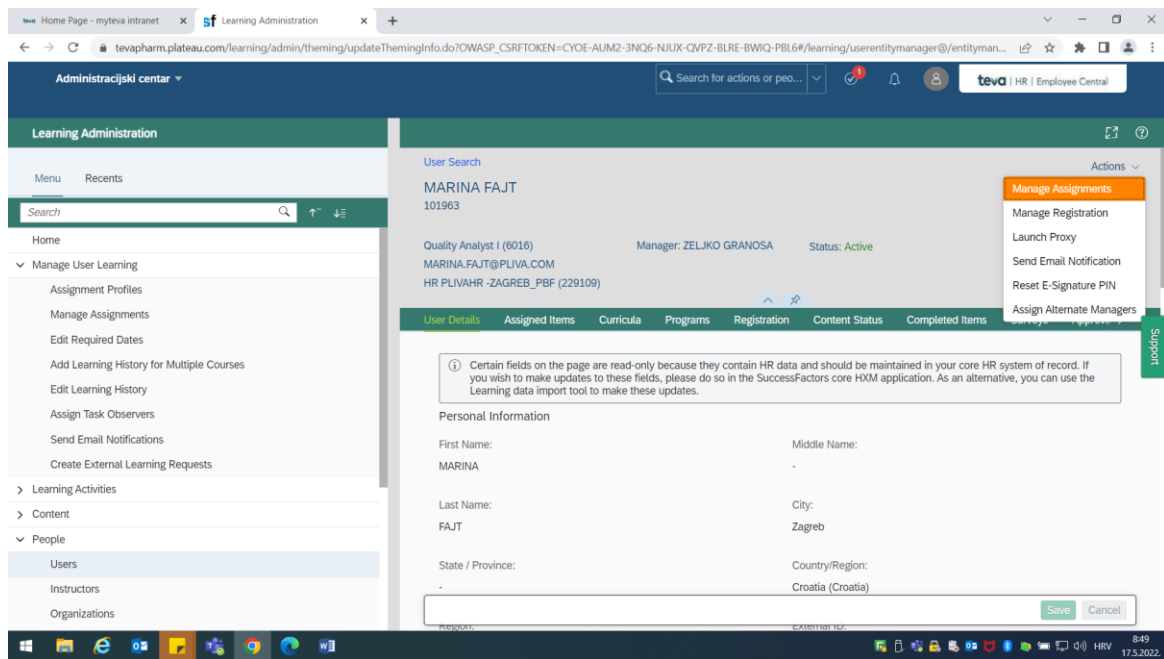 teva Home Page - myteva intranet
sf Learning Administration
tevapharm.plateau.com/learning/admin/theming/updateThemingInfo.do?OWASP_CSRFTOKEN=CYOE-AUM2-3NQ6-NJUX-QVPZ-BLRE-BWIQ-PBL6#/learning/userentitymanager@/entityman...
Administracijski centar
Search for actions or peo...
1
teva | HR | Employee Central
Learning Administration
Menu Recents
Search
Home
Manage User Learning
Assignment Profiles
Manage Assignments
Edit Required Dates
Add Learning History for Multiple Courses
Edit Learning History
Assign Task Observers
Send Email Notifications
Create External Learning Requests
Learning Activities
Content
People
Users
Instructors
Organizations
User Search
Actions
MARINA FAJT
101963
Quality Analyst I (6016) Manager: ZELJKO GRANOSA Status: Active
MARINA.FAJT@PLIVA.COM
HR PLIVAHR -ZAGREB_PBF (229109)
Manage Assignments
Manage Registration
Launch Proxy
Send Email Notification
Reset E-Signature PIN
Assign Alternate Managers
User Details Assigned Items Curricula Programs Registration Content Status Completed Items
Support
Certain fields on the page are read-only because they contain HR data and should be maintained in your core HR system of record. If
you wish to make updates to these fields, please do so in the SuccessFactors core HXM application. As an alternative, you can use the
Learning data import tool to make these updates.
Personal Information
First Name: Middle Name:
MARINA -
Last Name: City:
FAJT Zagreb
State / Province: Country/Region:
- Croatia (Croatia)
Save Cancel
Region: External ID:
HRV
8:49
17.5.2022.